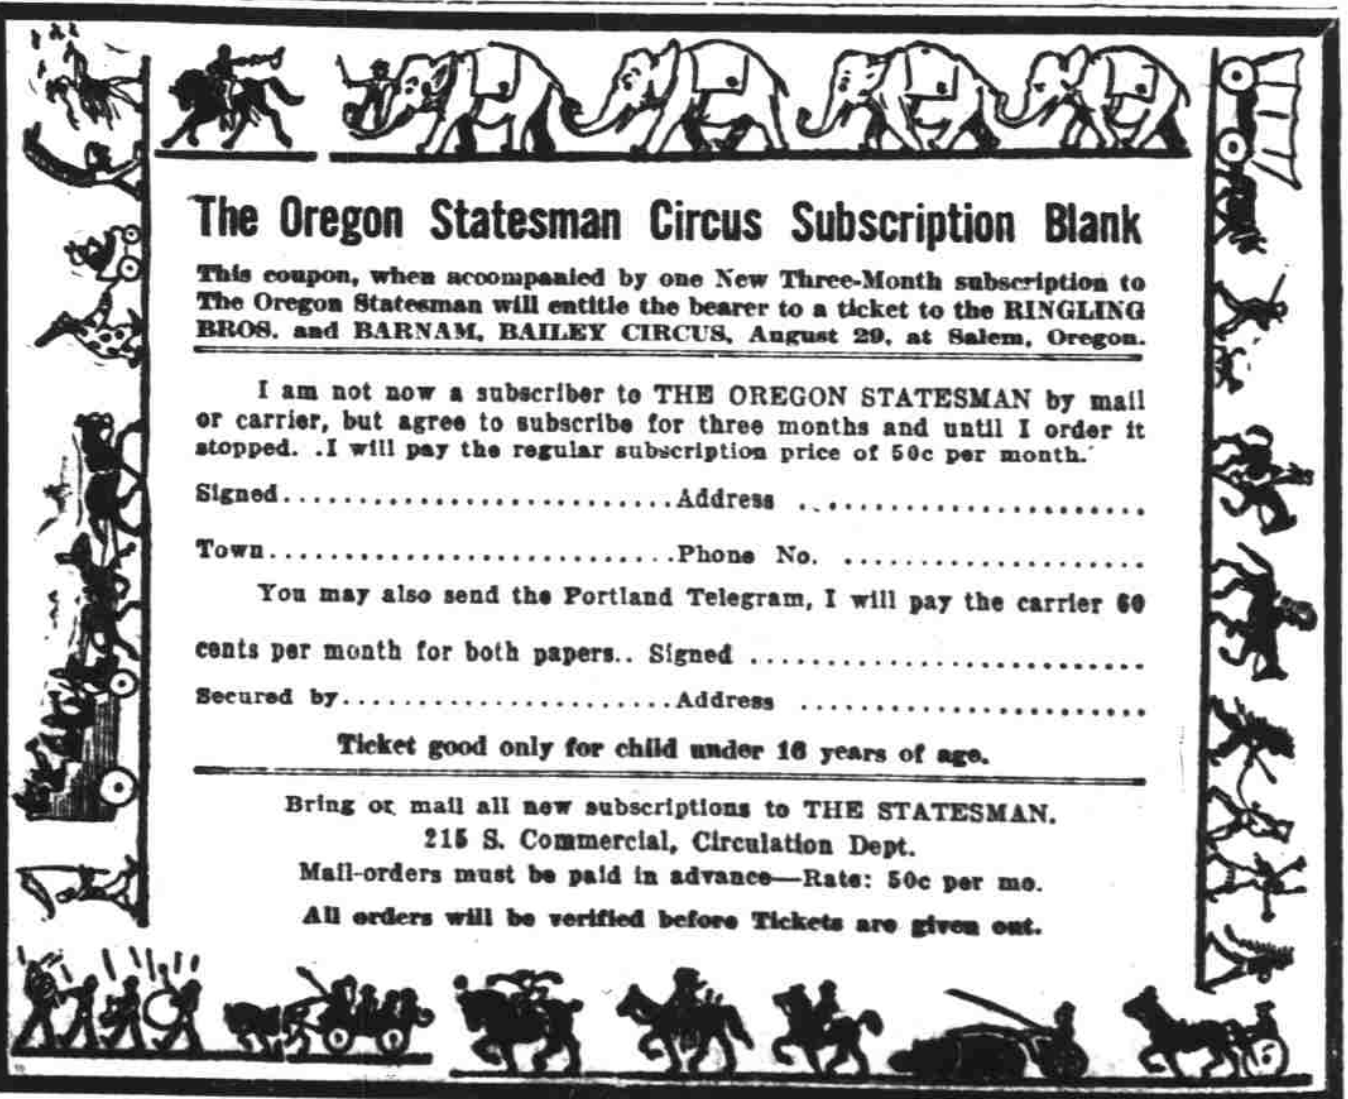 The Oregon Statesman Circus Subscription Blank
This coupon, when accompanied by one New Three-Month subscription to
The Oregon Statesman will entitle the bearer to a ticket to the RINGLING
BROS. and BARNAM, BAILEY CIRCUS, August 29, at Salem, Oregon.
I am not now a subscriber to THE OREGON STATESMAN by mail
or carrier, but agree to subscribe for three months and until I order it
stopped. .I will pay the regular subscription price of 50c per month.
Signed..........................Address .......................
Town...........................Phone No. ....................
You may also send the Portland Telegram, I will pay the carrier 60
cents per month for both papers.. Signed ..........................
Secured by......................Address .......................
Ticket good only for child under 16 years of age.
Bring or mail all new subscriptions to THE STATESMAN.
215 S. Commercial, Circulation Dept.
Mail-orders must be paid in advance—Rate: 50c per mo.
All orders will be verified before Tickets are given out.